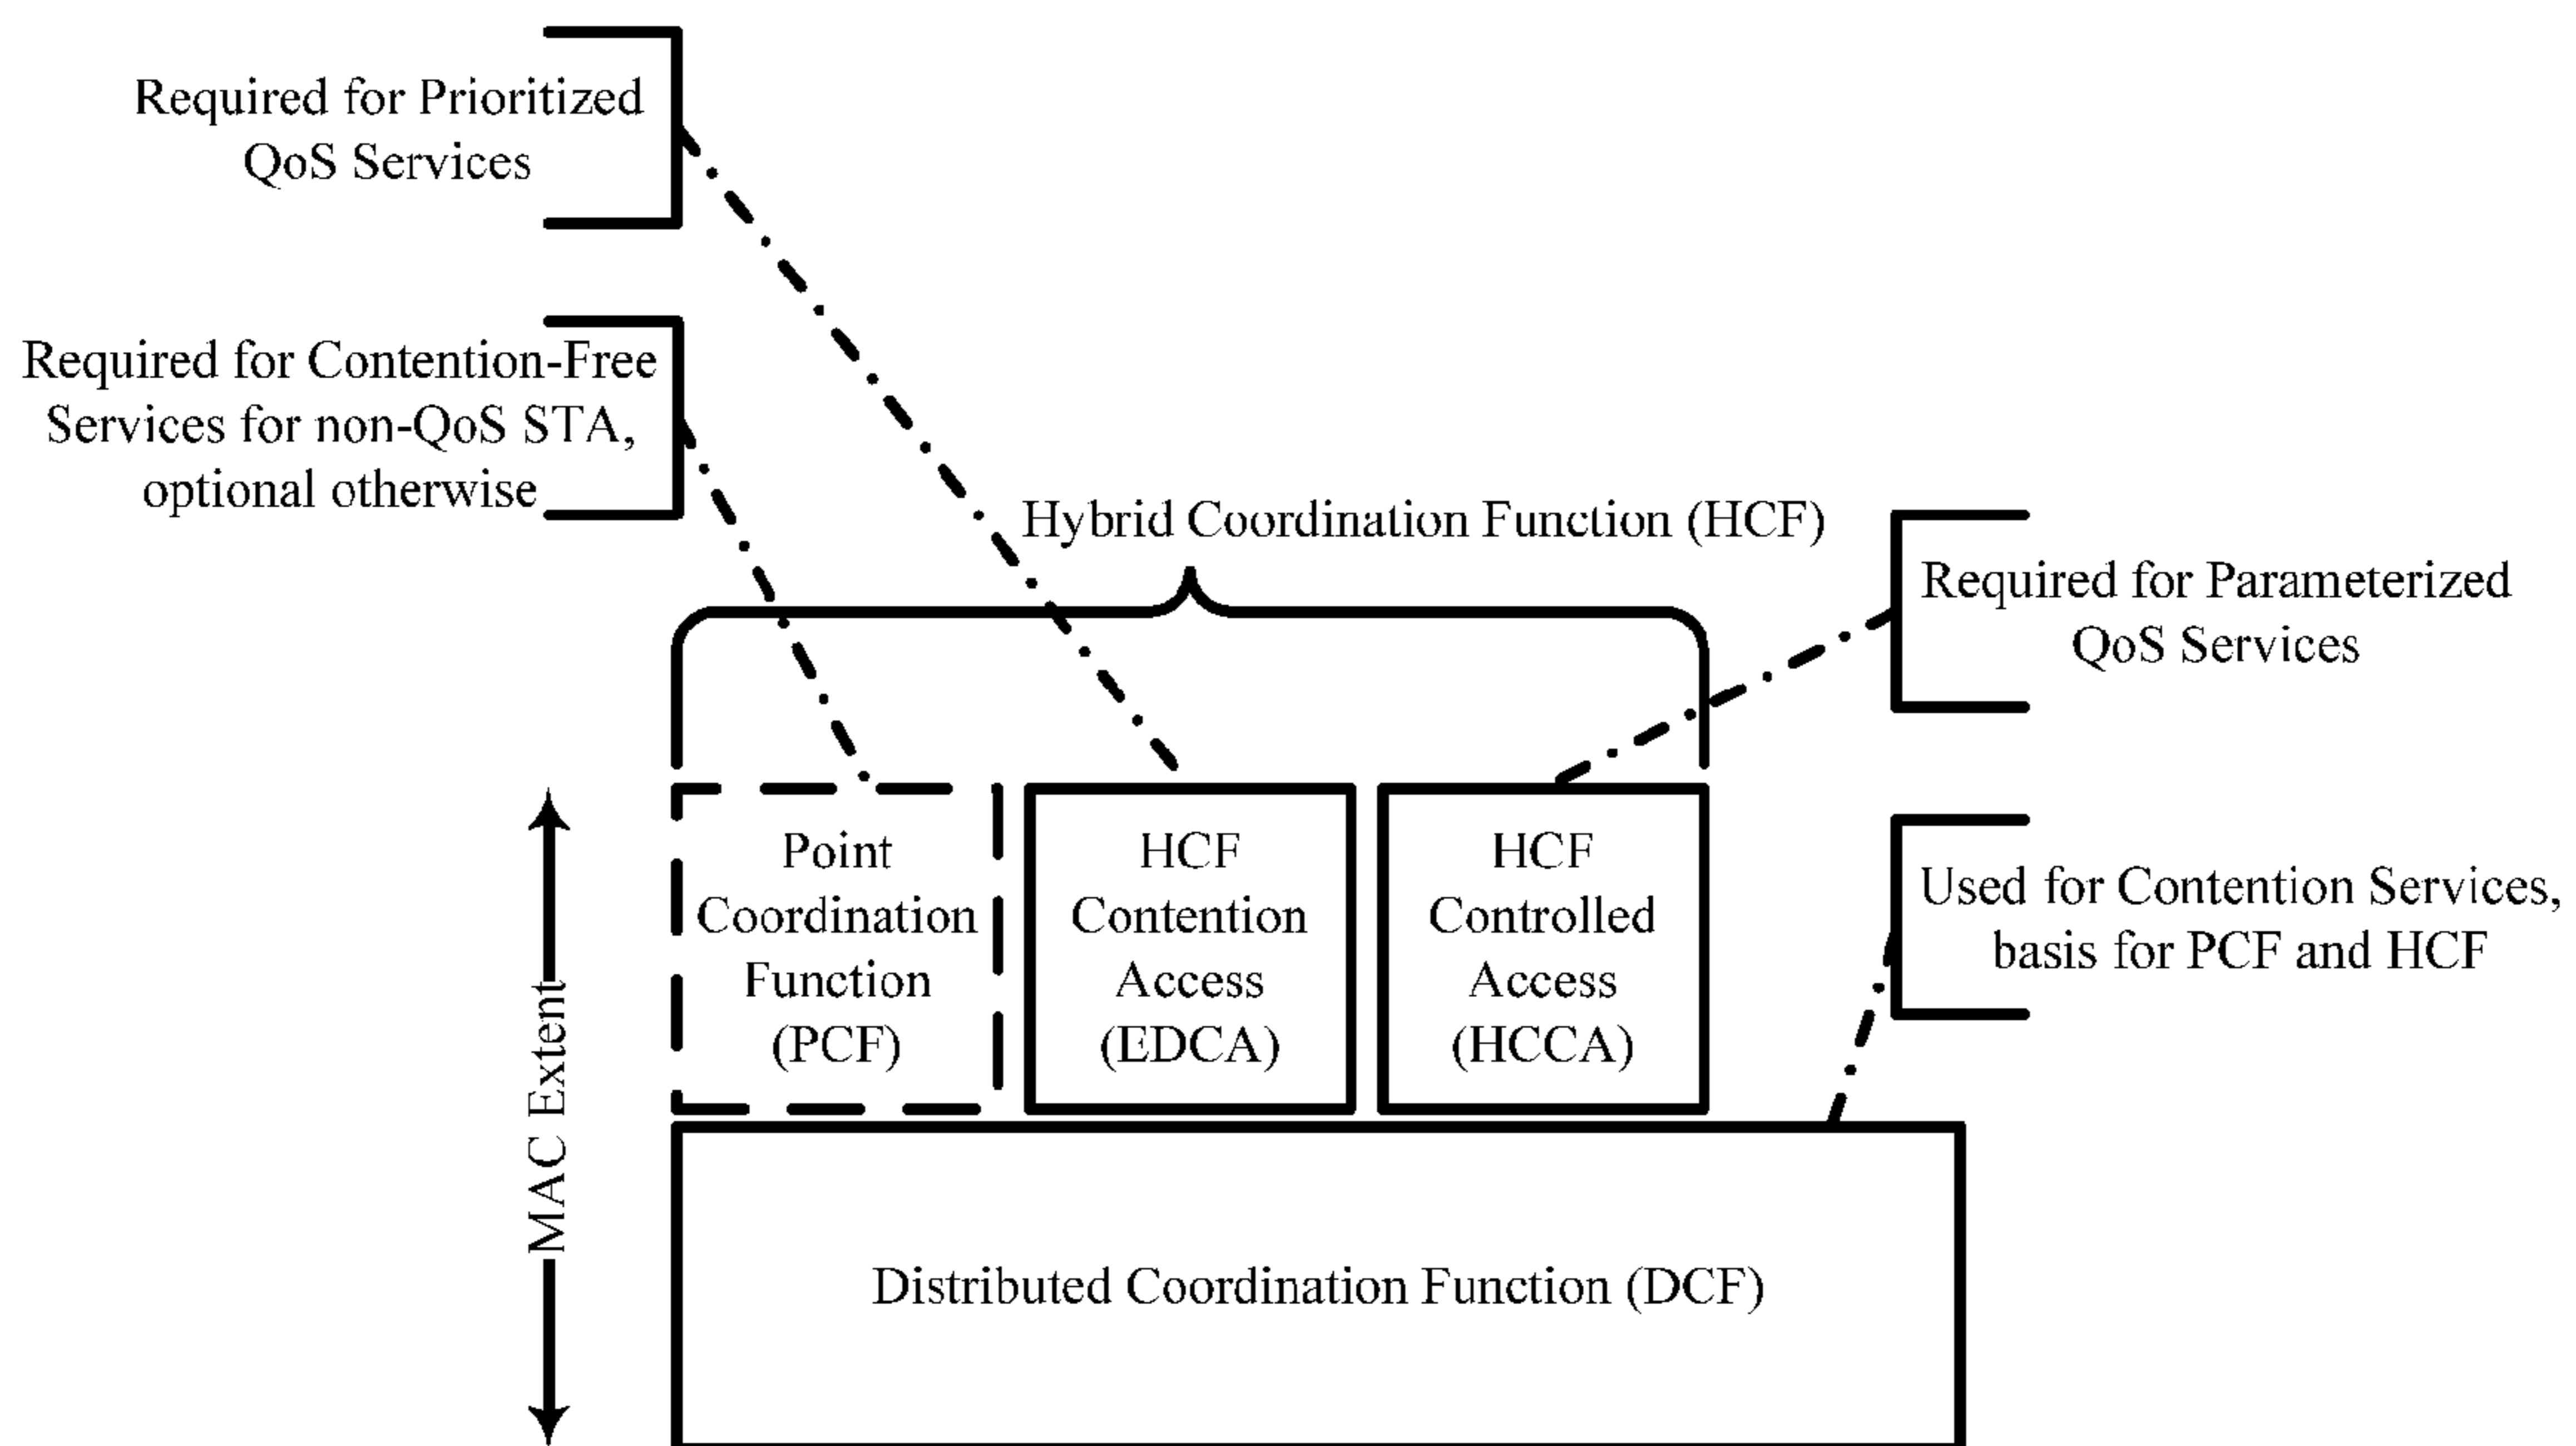 Required for Prioritized
QoS Services
Required for Contention-Free
Services for non-QoS STA,
optional otherwise
Hybrid Coordination Function (HCF)
Required for Parameterized
QoS Services
Point
Coordination
Function
(PCF)
HCF
Contention
Access
(EDCA)
HCF
Controlled
Access
(HCCA)
Used for Contention Services,
basis for PCF and HCF
MAC Extent
Distributed Coordination Function (DCF)